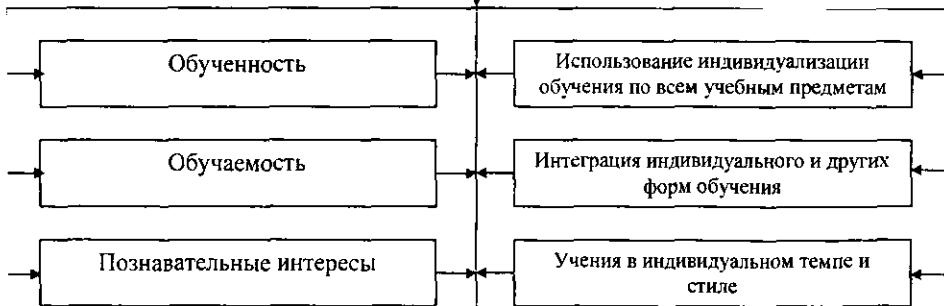 Обученность
Использование индивидуализации
обучения по всем учебным предметам
Обучаемость
Интеграция индивидуального и других
форм обучения
Познавательные интересы
Учения в индивидуальном темпе и
стиле